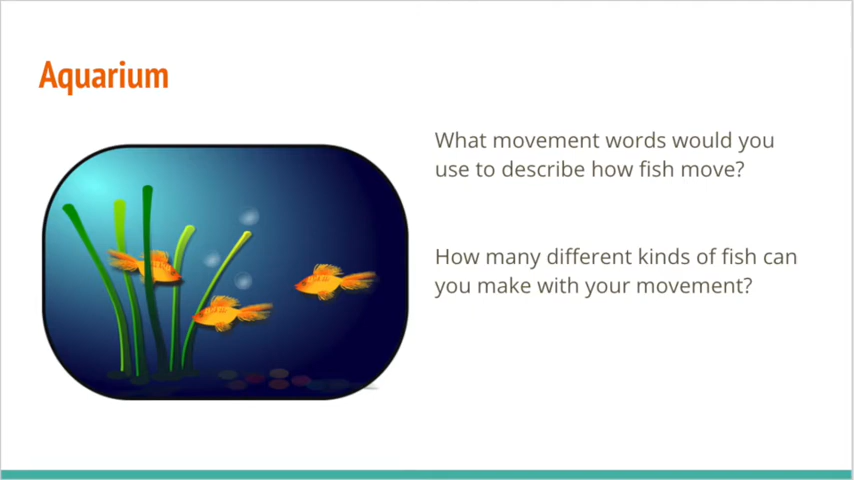 Aquarium
What movement words would you
use to describe how fish move?
How many different kinds of fish can
you make with your movement?